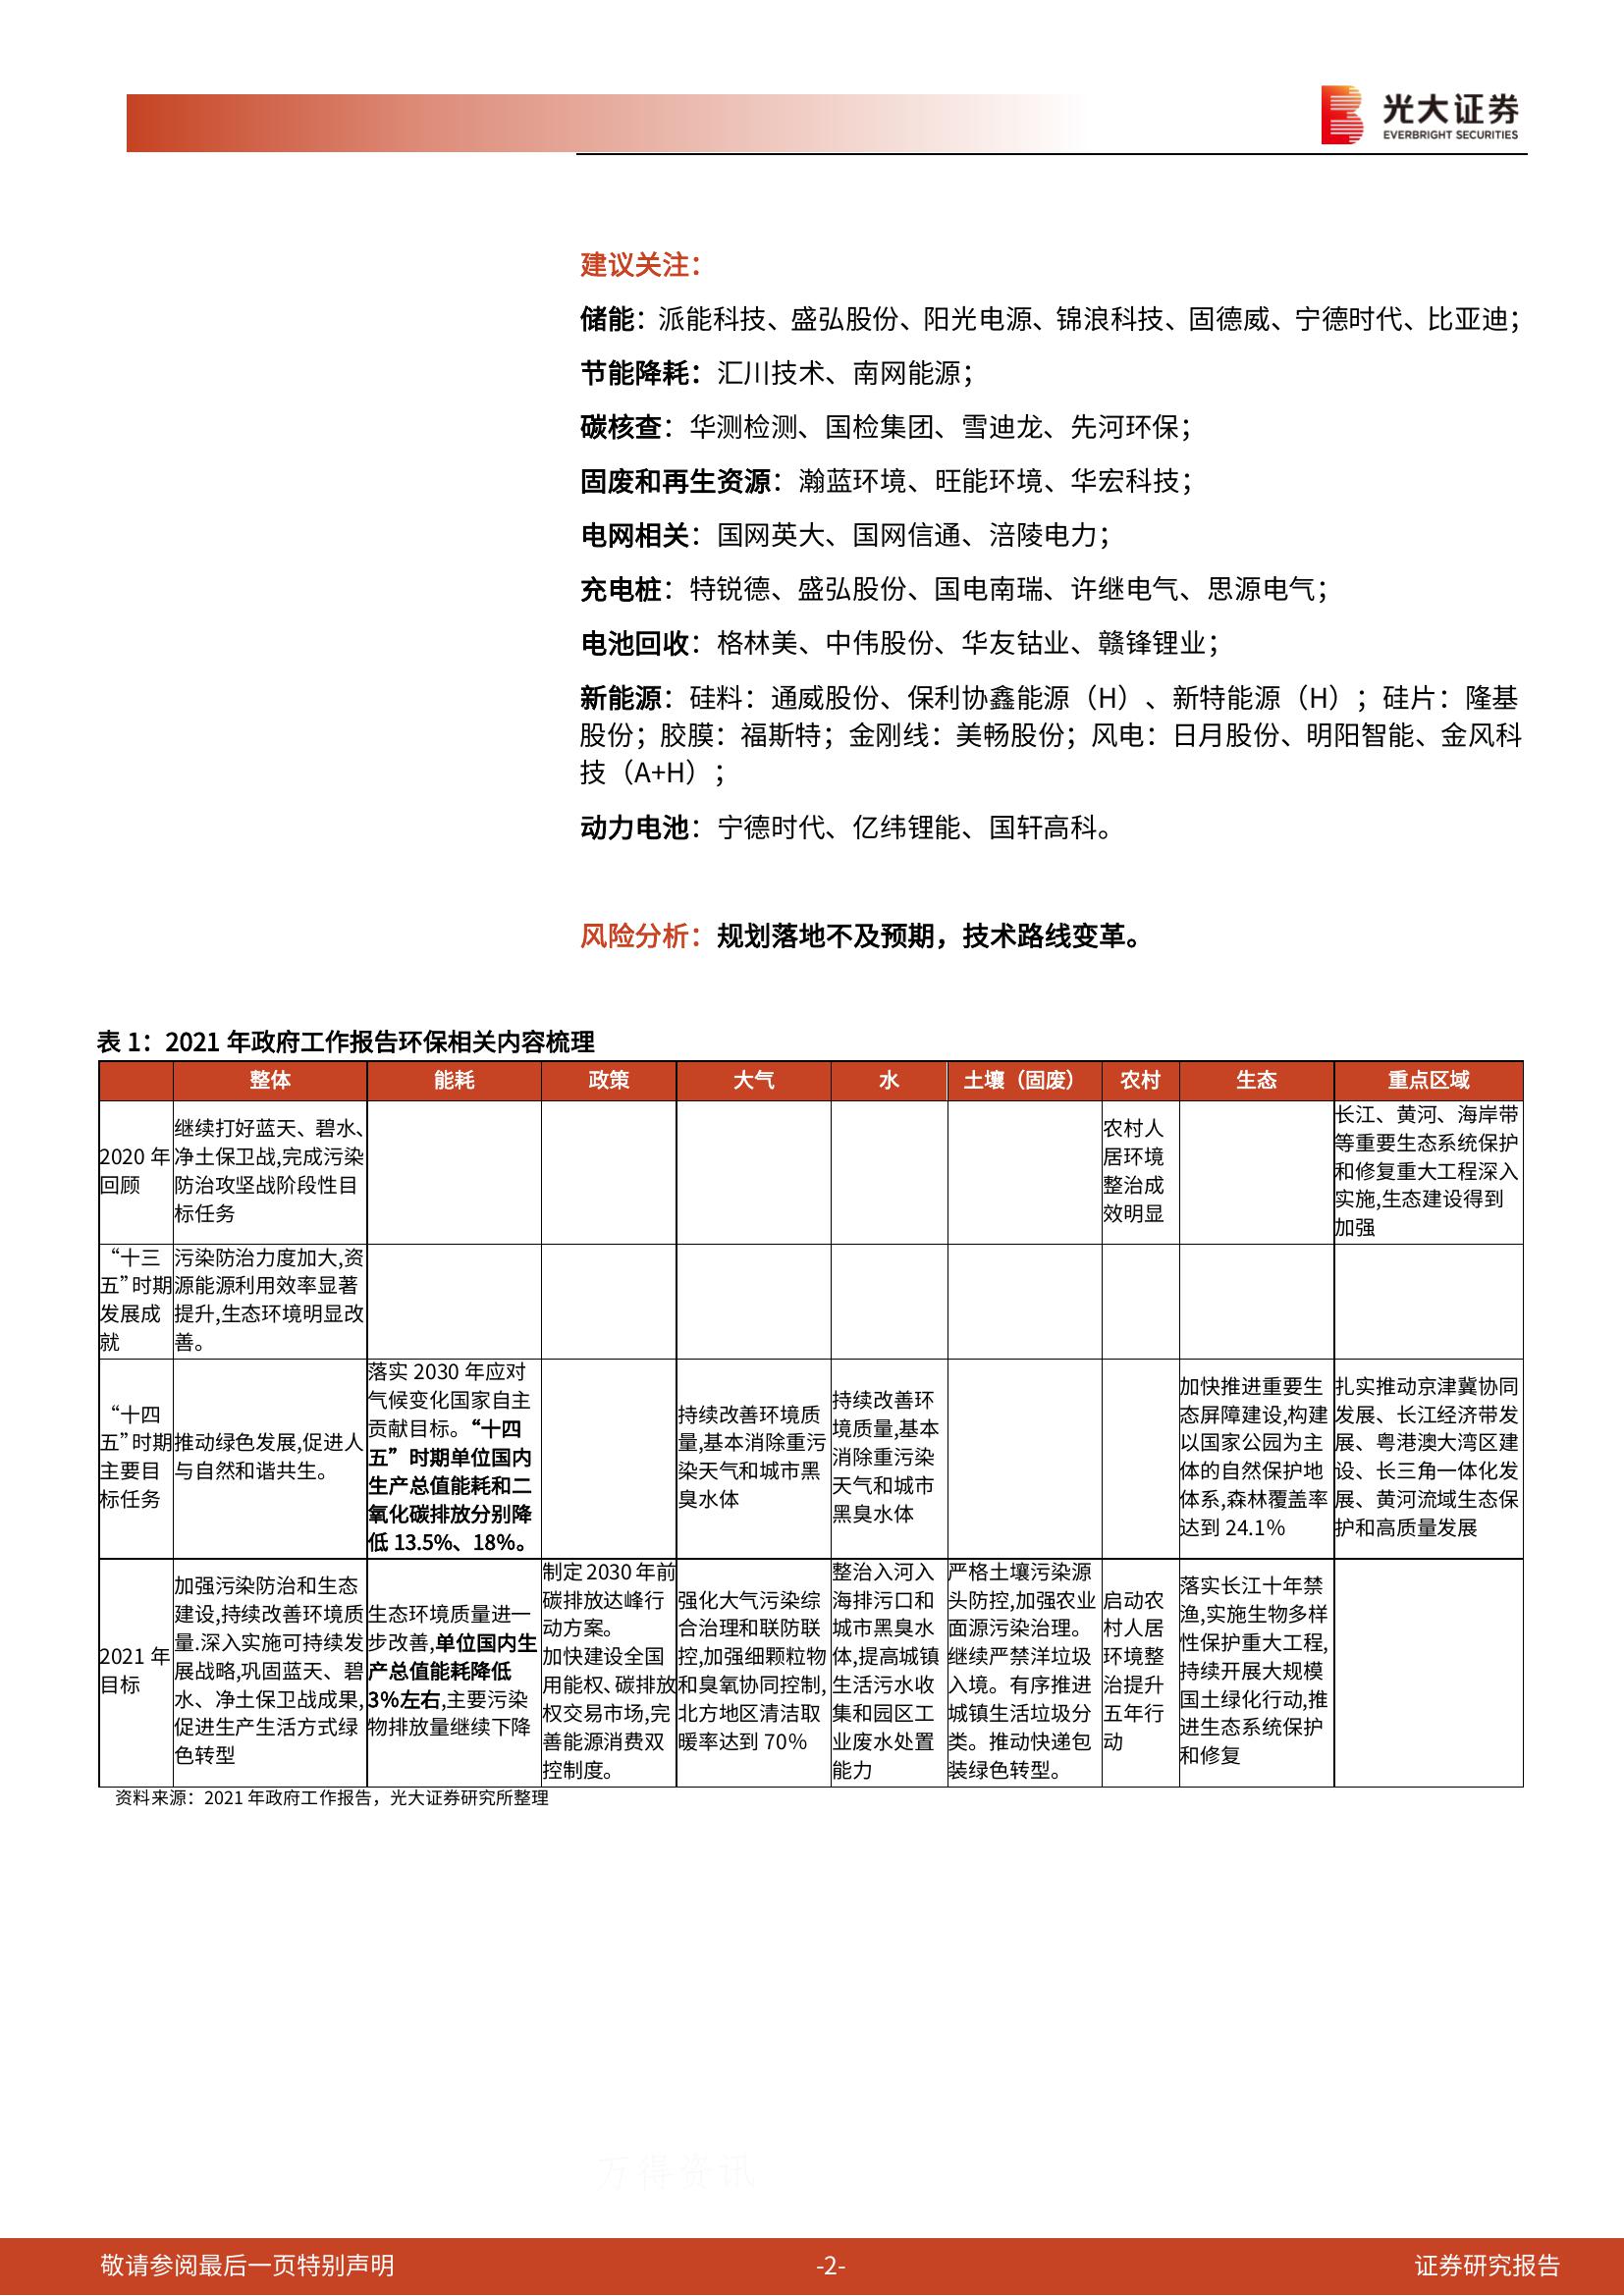 光大证券
EVERBRIGHT SECURITIES
建议关注：
储能：派能科技、盛弘股份、阳光电源、锦浪科技、固德威、宁德时代、比亚迪；
节能降耗：汇川技术、南网能源；
碳核查：华测检测、国检集团、雪迪龙、先河环保；
固废和再生资源：瀚蓝环境、旺能环境、华宏科技；
电网相关：国网英大、国网信通、涪陵电力；
充电桩：特锐德、盛弘股份、国电南瑞、许继电气、思源电气；
电池回收：格林美、中伟股份、华友钴业、赣锋锂业；
新能源：硅料：通威股份、保利协鑫能源（H）、新特能源（H）；硅片：隆基
股份；胶膜：福斯特；金刚线：美畅股份；风电：日月股份、明阳智能、金风科
技（A+H）；
动力电池：宁德时代、亿纬锂能、国轩高科。
风险分析：规划落地不及预期，技术路线变革。
表 1：2021 年政府工作报告环保相关内容梳理
整体 能耗 政策 大气 水 土壤（固废） 农村 生态 重点区域
2020 年
回顾
继续打好蓝天、碧水、
净土保卫战,完成污染
防治攻坚战阶段性目
标任务
农村人
居环境
整治成
效明显
长江、黄河、海岸带
等重要生态系统保护
和修复重大工程深入
实施,生态建设得到
加强
“十三
五”时期
发展成
就
污染防治力度加大,资
源能源利用效率显著
提升,生态环境明显改
善。
“十四
五”时期
主要目
标任务
推动绿色发展,促进人
与自然和谐共生。
落实 2030 年应对
气候变化国家自主
贡献目标。“十四
五”时期单位国内
生产总值能耗和二
氧化碳排放分别降
低 13.5%、18%。
持续改善环境质
量,基本消除重污
染天气和城市黑
臭水体
持续改善环
境质量,基本
消除重污染
天气和城市
黑臭水体
加快推进重要生
态屏障建设,构建
以国家公园为主
体的自然保护地
体系,森林覆盖率
达到 24.1%
扎实推动京津冀协同
发展、长江经济带发
展、粤港澳大湾区建
设、长三角一体化发
展、黄河流域生态保
护和高质量发展
2021 年
目标
加强污染防治和生态
建设,持续改善环境质
量.深入实施可持续发
展战略,巩固蓝天、碧
水、净土保卫战成果,
促进生产生活方式绿
色转型
生态环境质量进一
步改善,单位国内生
产总值能耗降低
3%左右,主要污染
物排放量继续下降
制定 2030 年前
碳排放达峰行
动方案。
加快建设全国
用能权、碳排放
权交易市场,完
善能源消费双
控制度。
强化大气污染综
合治理和联防联
控,加强细颗粒物
和臭氧协同控制,
北方地区清洁取
暖率达到 70%
整治入河入
海排污口和
城市黑臭水
体,提高城镇
生活污水收
集和园区工
业废水处置
能力
严格土壤污染源
头防控,加强农业
面源污染治理。
继续严禁洋垃圾
入境。有序推进
城镇生活垃圾分
类。推动快递包
装绿色转型。
启动农
村人居
环境整
治提升
五年行
动
落实长江十年禁
渔,实施生物多样
性保护重大工程,
持续开展大规模
国土绿化行动,推
进生态系统保护
和修复
资料来源：2021 年政府工作报告，光大证券研究所整理
万得资讯
敬请参阅最后一页特别声明 -2- 证券研究报告